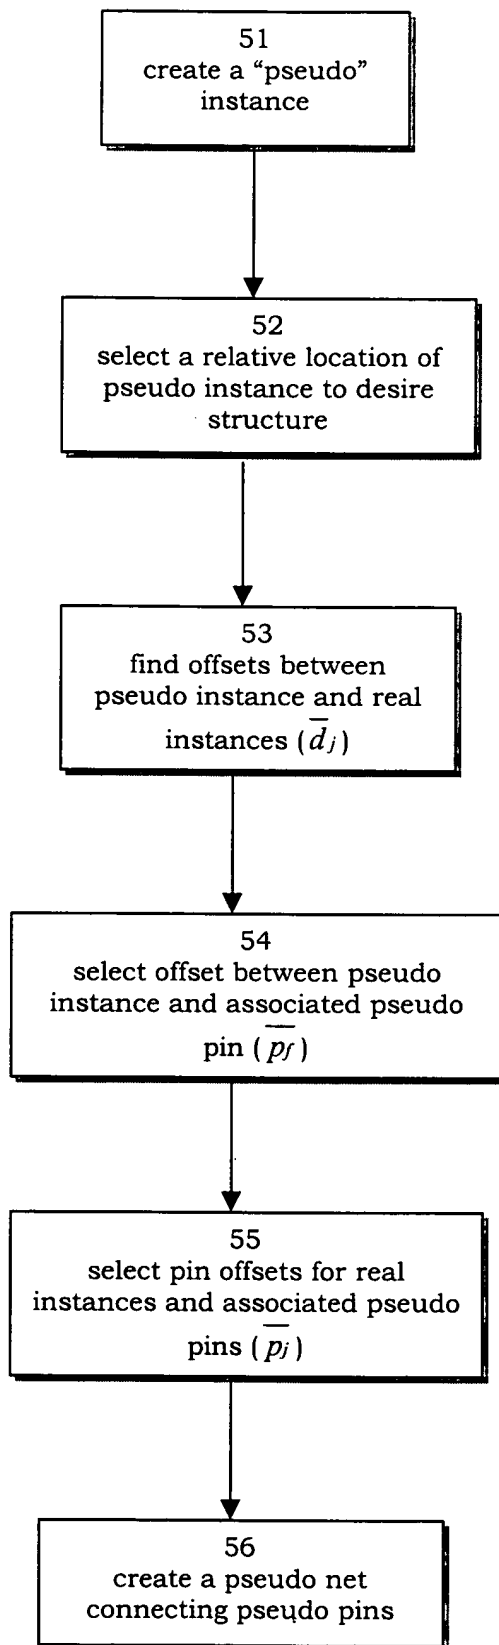 51
create a “pseudo”
instance
52
select a relative location of
pseudo instance to desire
structure
53
find offsets between
pseudo instance and real
instances ( d̅j )
54
select offset between pseudo
instance and associated pseudo
pin ( p̅f )
55
select pin offsets for real
instances and associated pseudo
pins ( p̅j )
56
create a pseudo net
connecting pseudo pins